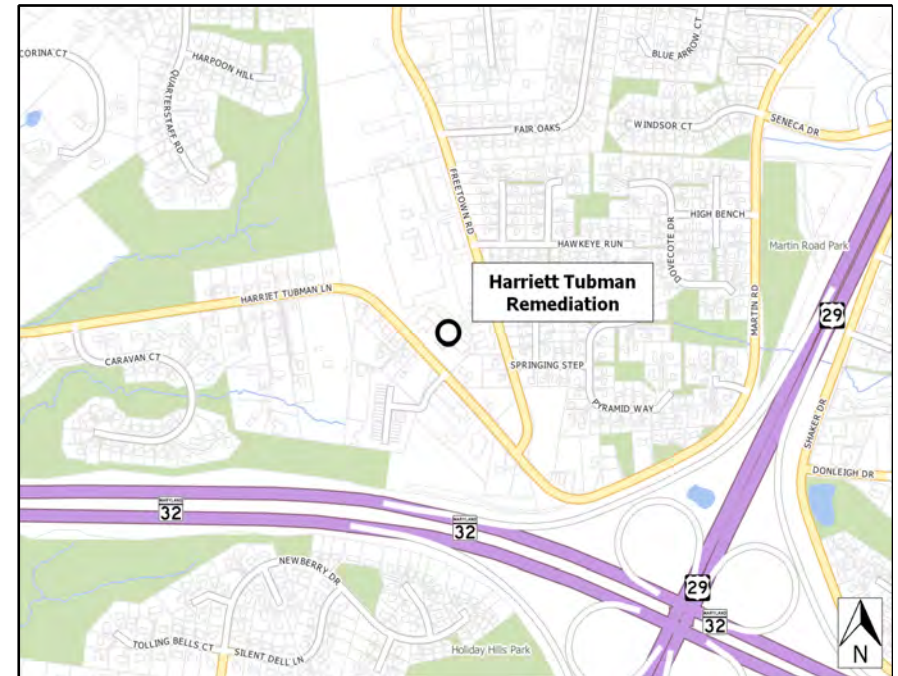 CORINA CT
HARPOON HILL
QUARTERSTAFF RD
BLUE ARROW CT
FAIR OAKS
WINDSOR CT
SENECA DR
FREETOWN RD
HIGH BENCH
HAWKEYE RUN
DOVECOTE DR
Martin Road Park
Harriett Tubman
Remediation
HARRIET TUBMAN LN
MARTIN RD
29
CARAVAN CT
SPRINGING STEP
PYRAMID WAY
SHAKER DR
DONLEIGH DR
MARYLAND
32
MARYLAND
32
NEWBERRY DR
29
MARYLAND
32
TOLLING BELLS CT
SILENT DELL LN
Holiday Hills Park
N